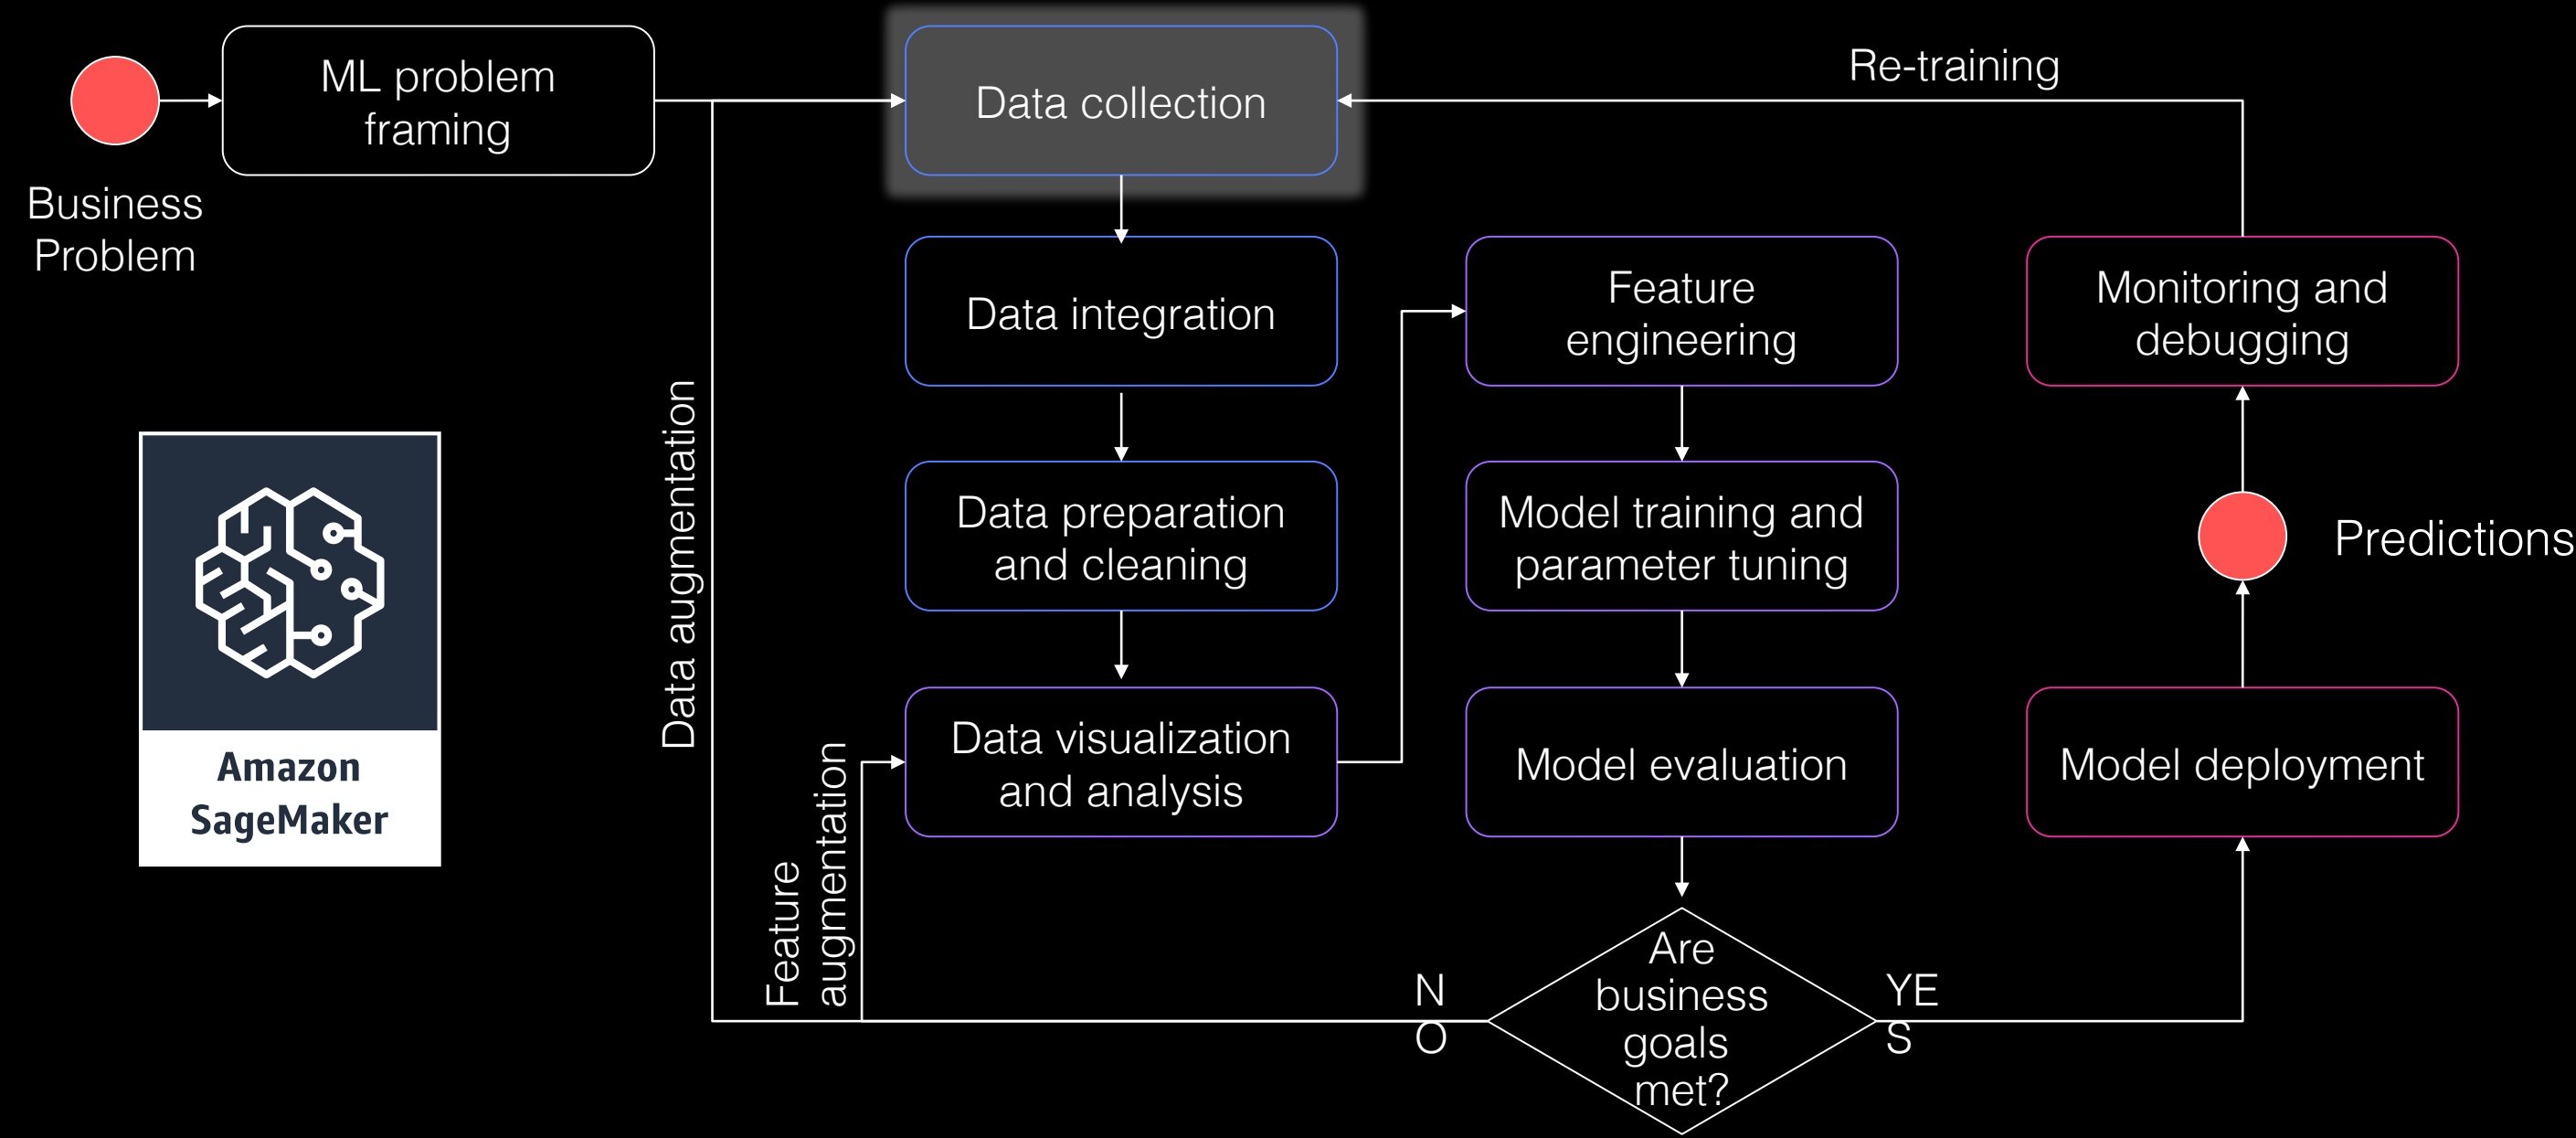 Business
Problem
ML problem
framing
Data collection
Re-training
Data integration
Feature
engineering
Monitoring and
debugging
Data augmentation
Data preparation
and cleaning
Model training and
parameter tuning
Predictions
Amazon
SageMaker
Feature
augmentation
Data visualization
and analysis
Model evaluation
Model deployment
N
O
Are
business
goals
met?
YE
S